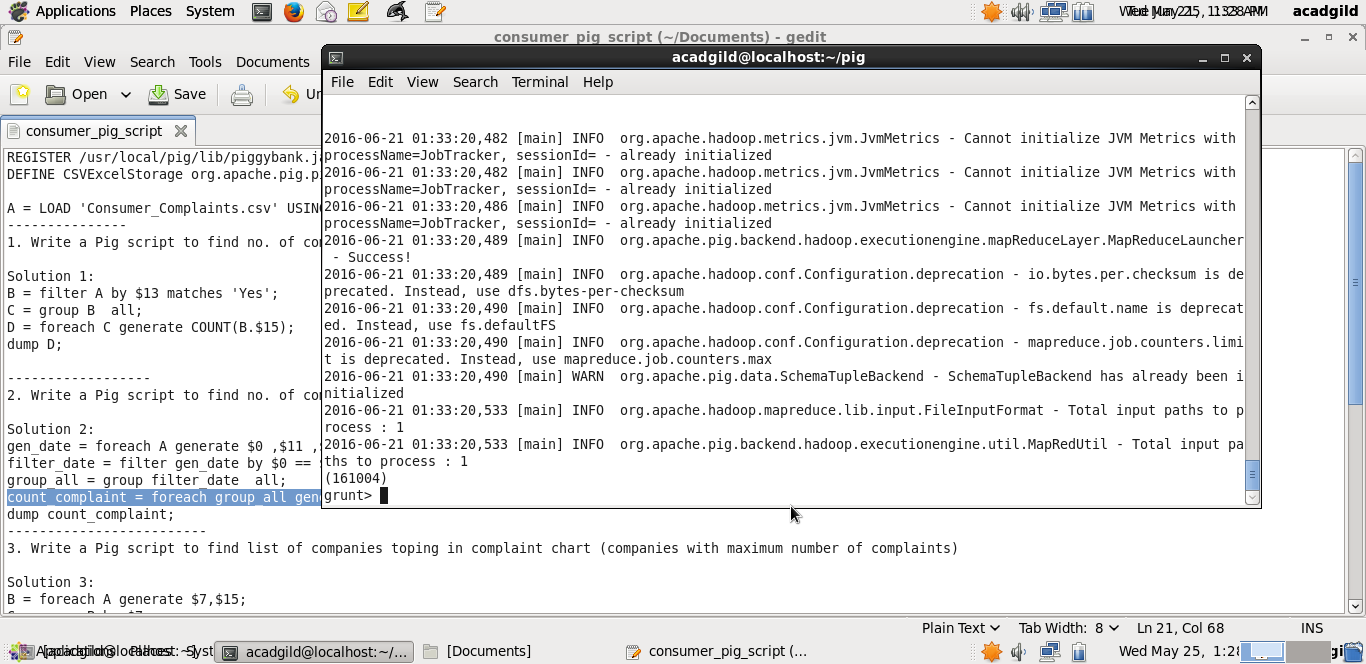 Applications Places System
acadgild
consumer_pig_script (~/Documents) - gedit
File Edit View Search Tools Documents
Open Save Un
consumer_pig_script
REGISTER /usr/local/pig/lib/piggybank.ja
DEFINE CSVExcelStorage org.apache.pig.pi
A = LOAD 'Consumer_Complaints.csv' USING
---------------
1. Write a Pig script to find no. of com
Solution 1:
B = filter A by $13 matches 'Yes';
C = group B  all;
D = foreach C generate COUNT(B.$15);
dump D;
-----------------
2. Write a Pig script to find no. of com
Solution 2:
gen_date = foreach A generate $0 ,$11 ,
filter_date = filter gen_date by $0 ==
group_all = group filter_date  all;
count_complaint = foreach group_all gene
dump count_complaint;
------------------------
3. Write a Pig script to find list of companies toping in complaint chart (companies with maximum number of complaints)
Solution 3:
B = foreach A generate $7,$15;
acadgild@localhost:~/pig
File Edit View Search Terminal Help
2016-06-21 01:33:20,482 [main] INFO  org.apache.hadoop.metrics.jvm.JvmMetrics - Cannot initialize JVM Metrics with
processName=JobTracker, sessionId= - already initialized
2016-06-21 01:33:20,482 [main] INFO  org.apache.hadoop.metrics.jvm.JvmMetrics - Cannot initialize JVM Metrics with
processName=JobTracker, sessionId= - already initialized
2016-06-21 01:33:20,486 [main] INFO  org.apache.hadoop.metrics.jvm.JvmMetrics - Cannot initialize JVM Metrics with
processName=JobTracker, sessionId= - already initialized
2016-06-21 01:33:20,489 [main] INFO  org.apache.pig.backend.hadoop.executionengine.mapReduceLayer.MapReduceLauncher
 - Success!
2016-06-21 01:33:20,489 [main] INFO  org.apache.hadoop.conf.Configuration.deprecation - io.bytes.per.checksum is de
precated. Instead, use dfs.bytes-per-checksum
2016-06-21 01:33:20,490 [main] INFO  org.apache.hadoop.conf.Configuration.deprecation - fs.default.name is deprecat
ed. Instead, use fs.defaultFS
2016-06-21 01:33:20,490 [main] INFO  org.apache.hadoop.conf.Configuration.deprecation - mapreduce.job.counters.limi
t is deprecated. Instead, use mapreduce.job.counters.max
2016-06-21 01:33:20,490 [main] WARN  org.apache.pig.data.SchemaTupleBackend - SchemaTupleBackend has already been i
nitialized
2016-06-21 01:33:20,533 [main] INFO  org.apache.hadoop.mapreduce.lib.input.FileInputFormat - Total input paths to p
rocess : 1
2016-06-21 01:33:20,533 [main] INFO  org.apache.pig.backend.hadoop.executionengine.util.MapRedUtil - Total input pa
ths to process : 1
(161004)
grunt>
Plain Text Tab Width: 8 Ln 21, Col 68 INS
acadgild@localhost:~/... [Documents] consumer_pig_script (... Wed May 25, 1:28